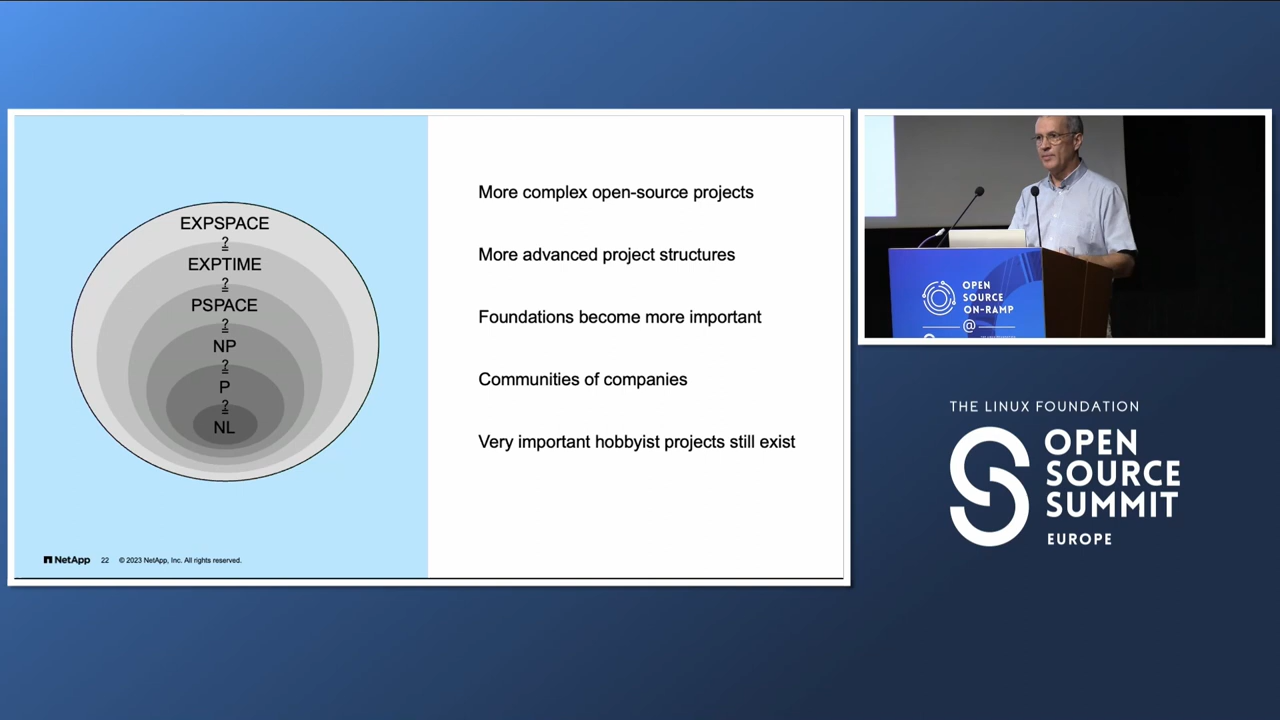 EXPSPACE
?
=
EXPTIME
?
=
PSPACE
?
=
NP
?
=
P
?
=
NL
More complex open-source projects
More advanced project structures
Foundations become more important
Communities of companies
Very important hobbyist projects still exist
NetApp 22 © 2023 NetApp, Inc. All rights reserved.
OPEN
SOURCE
ON-RAMP
@
THE LINUX FOUNDATION
OPEN
SOURCE
SUMMIT
EUROPE